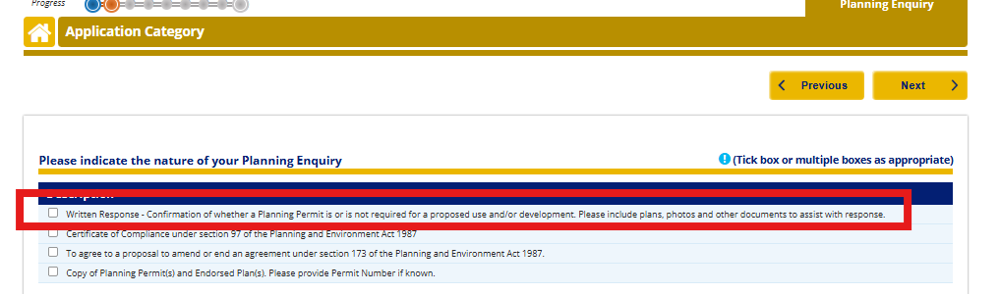 Progress
Planning Enquiry
Application Category
Previous
Next
Please indicate the nature of your Planning Enquiry
(Tick box or multiple boxes as appropriate)
Description
Written Response - Confirmation of whether a Planning Permit is or is not required for a proposed use and/or development. Please include plans, photos and other documents to assist with response.
Certificate of Compliance under section 97 of the Planning and Environment Act 1987
To agree to a proposal to amend or end an agreement under section 173 of the Planning and Environment Act 1987.
Copy of Planning Permit(s) and Endorsed Plan(s). Please provide Permit Number if known.